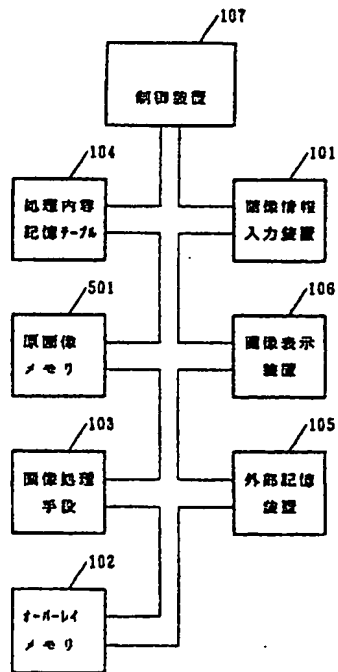 107
制御装置
104
処理内容
記憶テーブル
101
画像情報
入力装置
501
原画像
メモリ
106
画像表示
装置
103
画像処理
手段
105
外部記憶
装置
102
オーバーレイ
メモリ